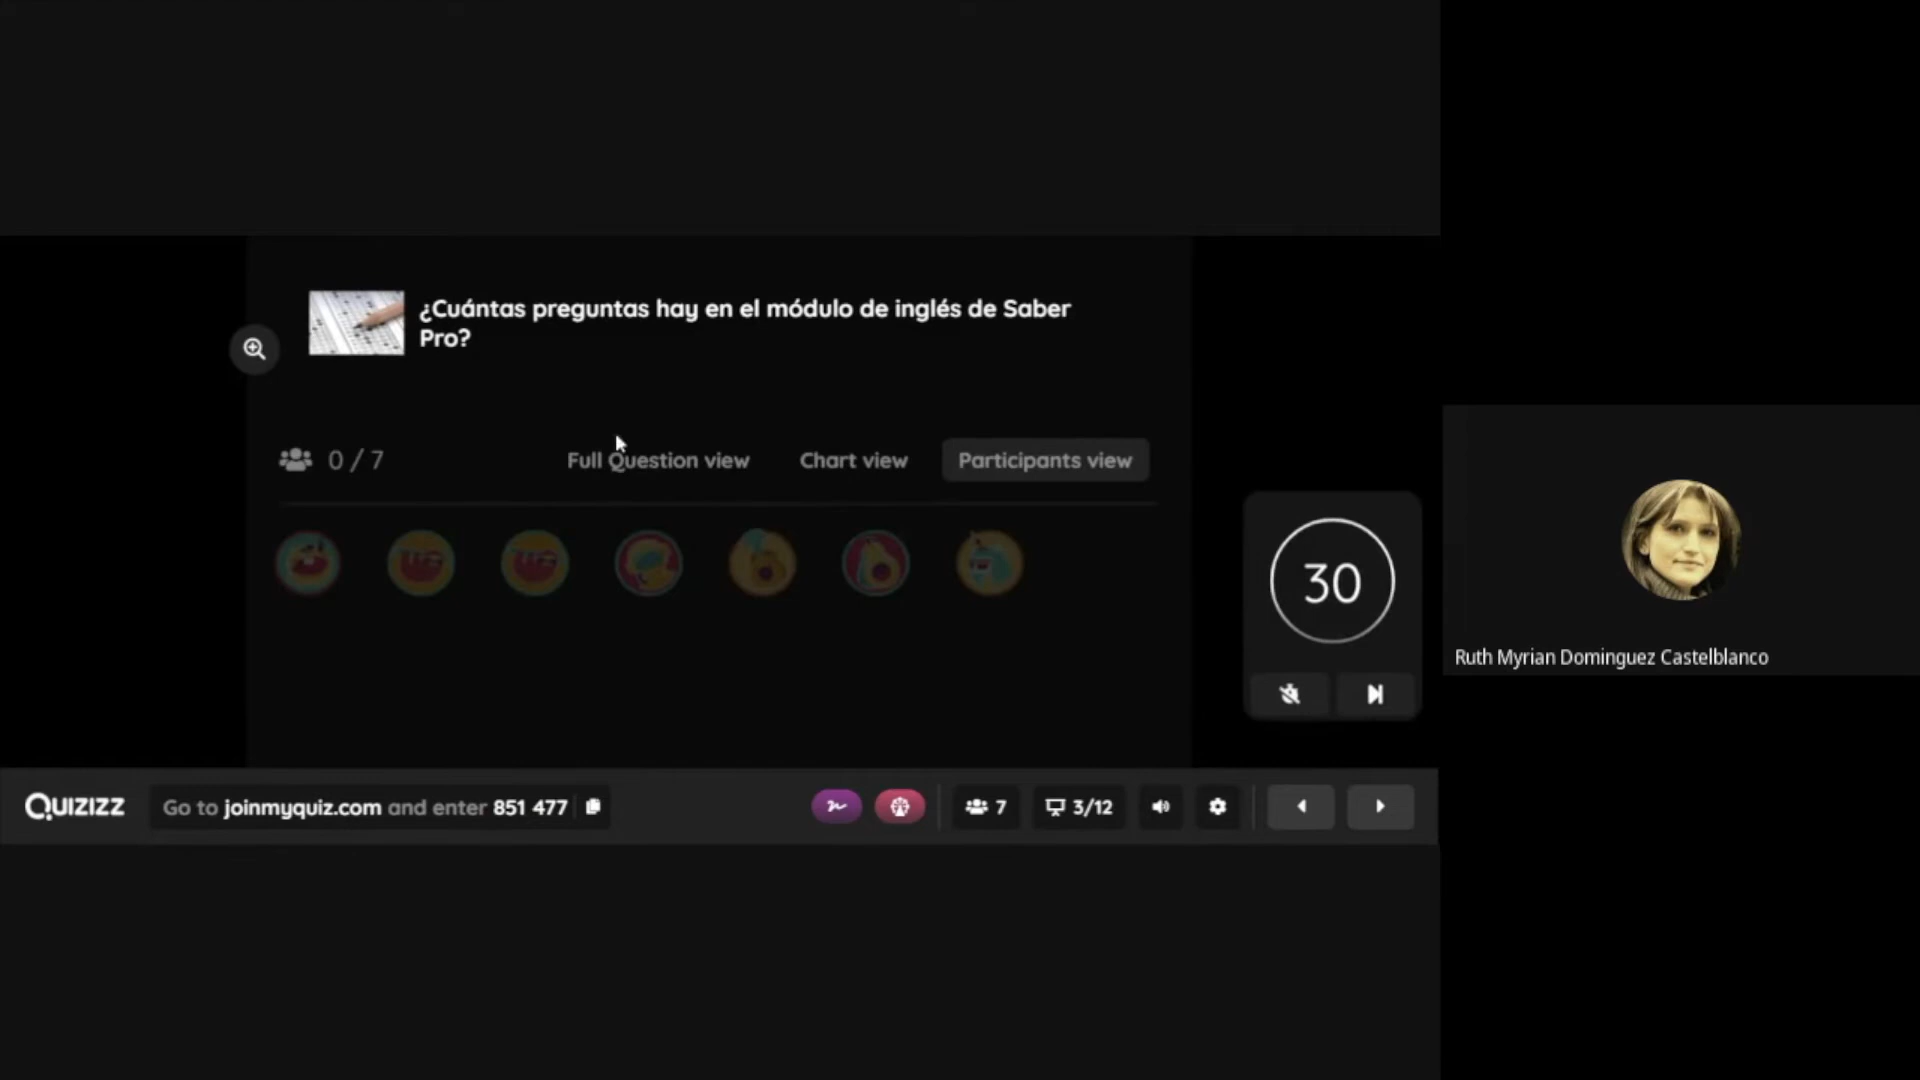 ¿Cuántas preguntas hay en el módulo de inglés de Saber
Pro?
0 / 7
Full Question view
Chart view
Participants view
30
Ruth Myrian Dominguez Castelblanco
QUIZIZZ
Go to joinmyquiz.com and enter 851 477
7
3/12